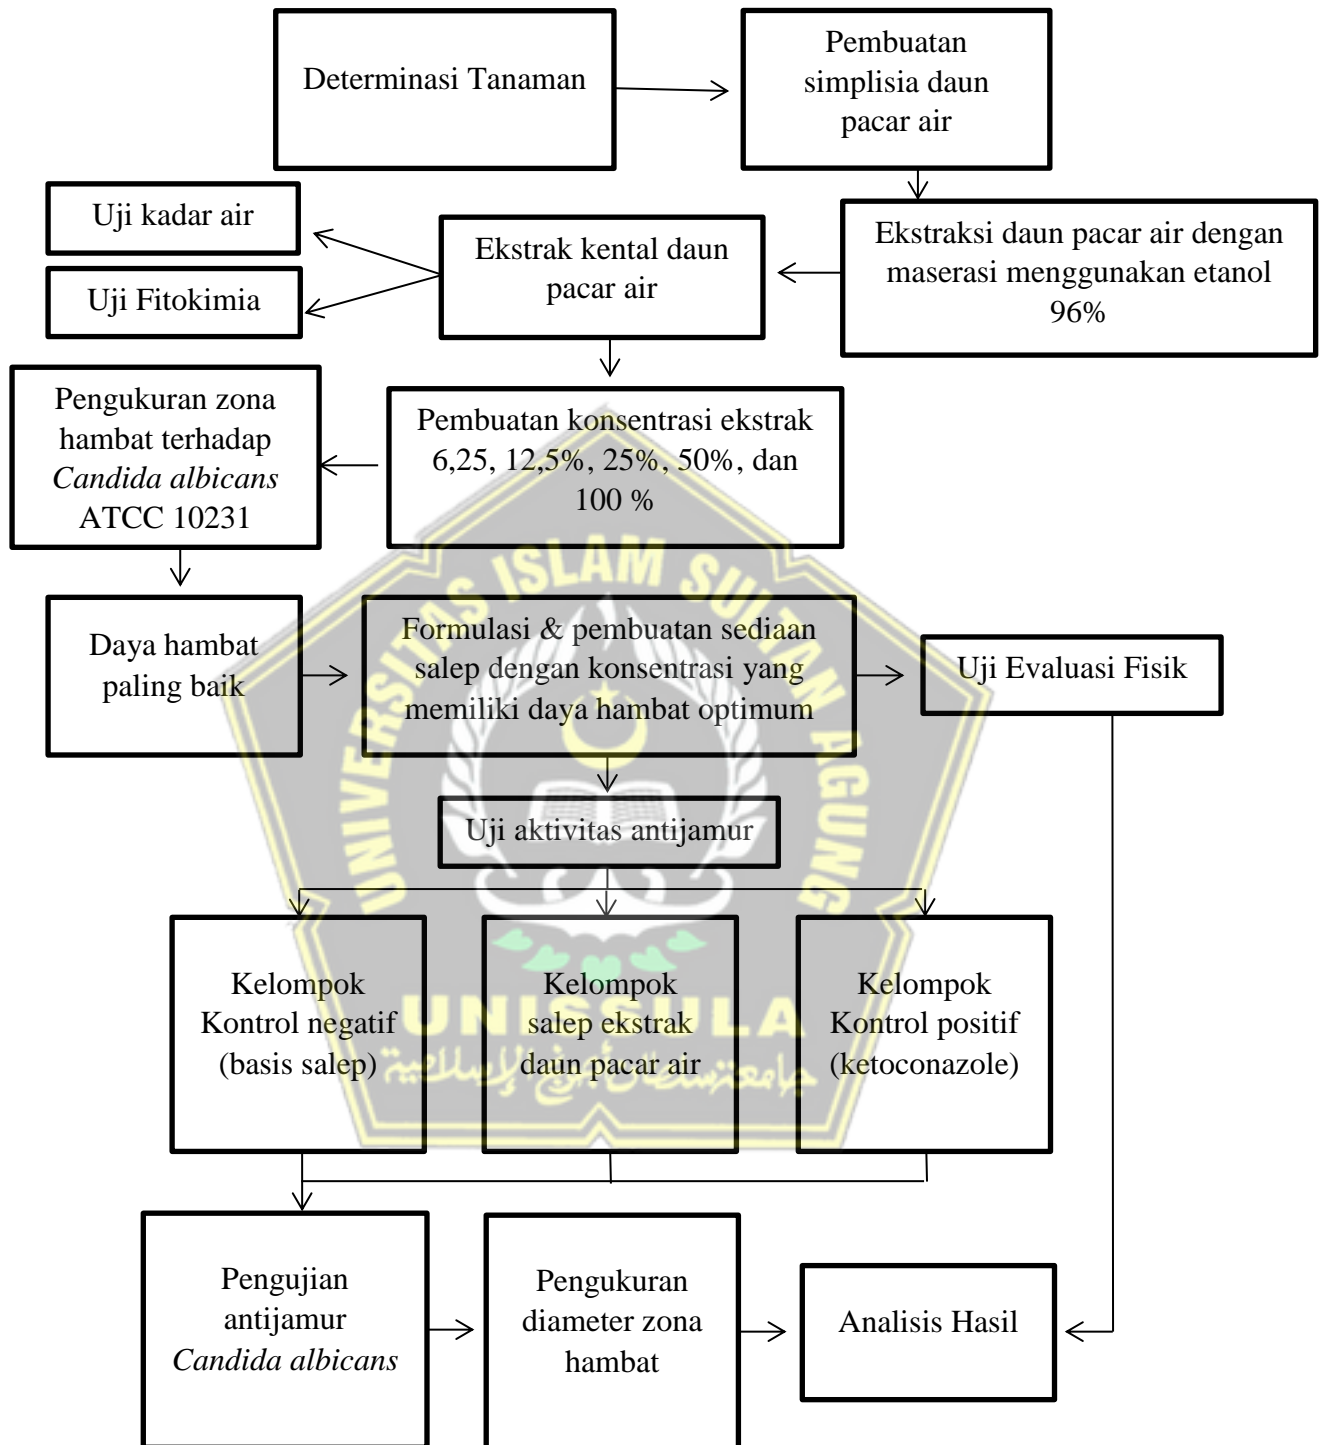 Determinasi Tanaman
Pembuatan
simplisia daun
pacar air
Uji kadar air
Uji Fitokimia
Ekstrak kental daun
pacar air
Ekstraksi daun pacar air dengan
maserasi menggunakan etanol
96%
Pengukuran zona
hambat terhadap
Candida albicans
ATCC 10231
Pembuatan konsentrasi ekstrak
6,25, 12,5%, 25%, 50%, dan
100 %
Daya hambat
paling baik
Formulasi & pembuatan sediaan
salep dengan konsentrasi yang
memiliki daya hambat optimum
Uji Evaluasi Fisik
Uji aktivitas antijamur
Kelompok
Kontrol negatif
(basis salep)
Kelompok
salep ekstrak
daun pacar air
Kelompok
Kontrol positif
(ketoconazole)
Pengujian
antijamur
Candida albicans
Pengukuran
diameter zona
hambat
Analisis Hasil
UNIVERSITAS ISLAM SULTAN AGUNG
UNISSULA
جامعة سلطان أجونج الإسلامية